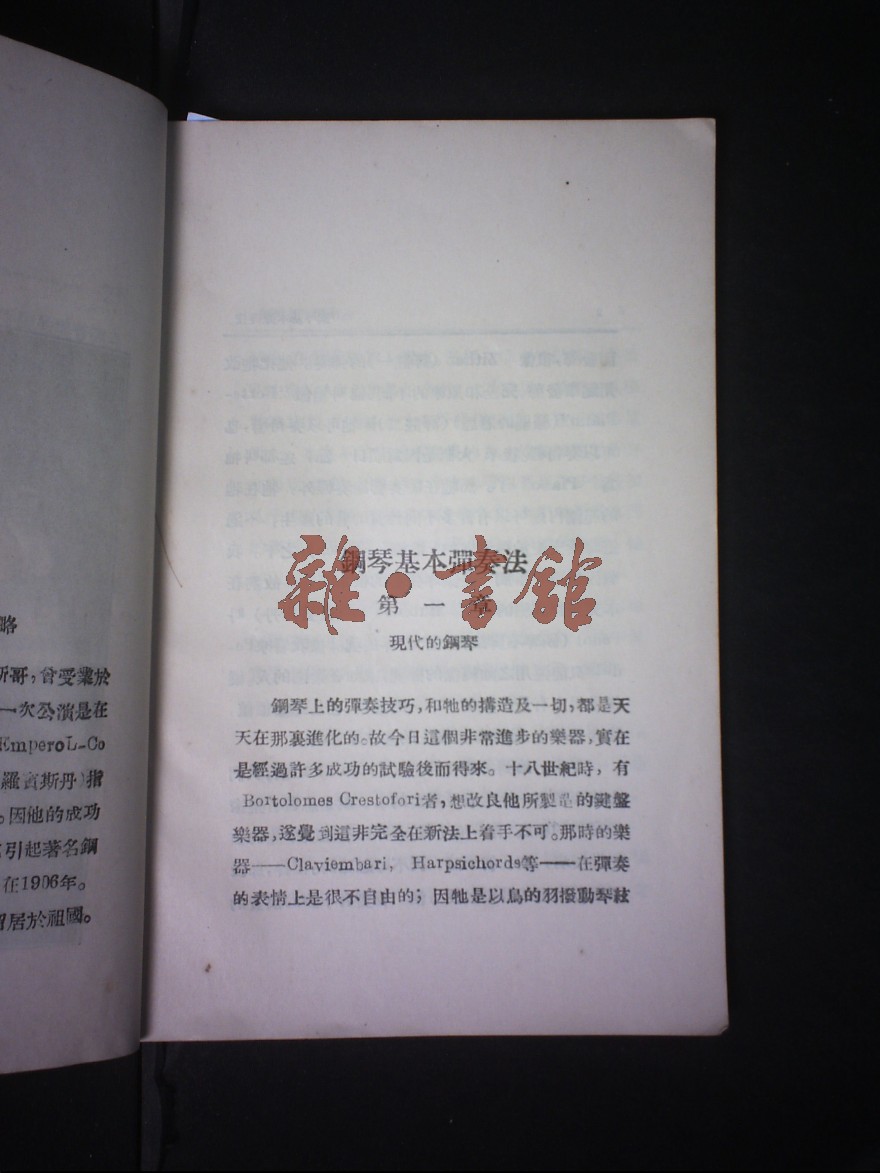 略
斯哥，曾受業於
一次公演是在
EmperoL-Co
羅賓斯丹）指
。因他的成功
引起著名鋼
在1906年。
留居於祖國。
鋼琴基本彈奏法
第一章
雜·書館
現代的鋼琴
鋼琴上的彈奏技巧，和牠的搆造及一切，都是天
天在那裏進化的。故今日這個非常進步的樂器，實在
是經過許多成功的試驗後而得來。十八世紀時，有
Bortolomes Crestofori者，想改良他所製造的鍵盤
樂器，遂覺到這非完全在新法上着手不可。那時的樂
器——Claviembari, Harpsichords等——在彈奏
的表情上是很不自由的；因牠是以鳥的羽撥動琴絃